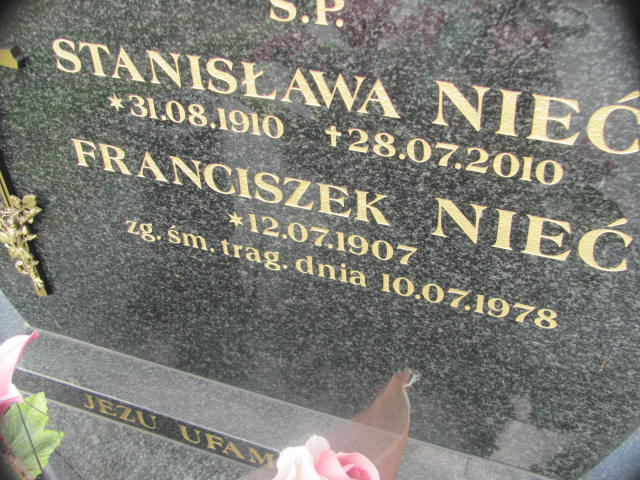 Ś.P.
STANISŁAWA NIEĆ
*31.08.1910 †28.07.2010
FRANCISZEK NIEĆ
*12.07.1907
zg. śm. trag. dnia 10.07.1978
JEZU UFAM